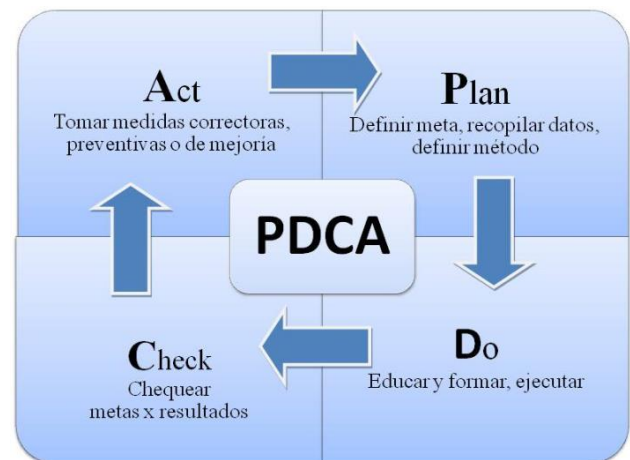 Act
Tomar medidas correctoras,
preventivas o de mejoría
Plan
Definir meta, recopilar datos,
definir método
PDCA
Check
Chequear
metas x resultados
Do
Educar y formar, ejecutar